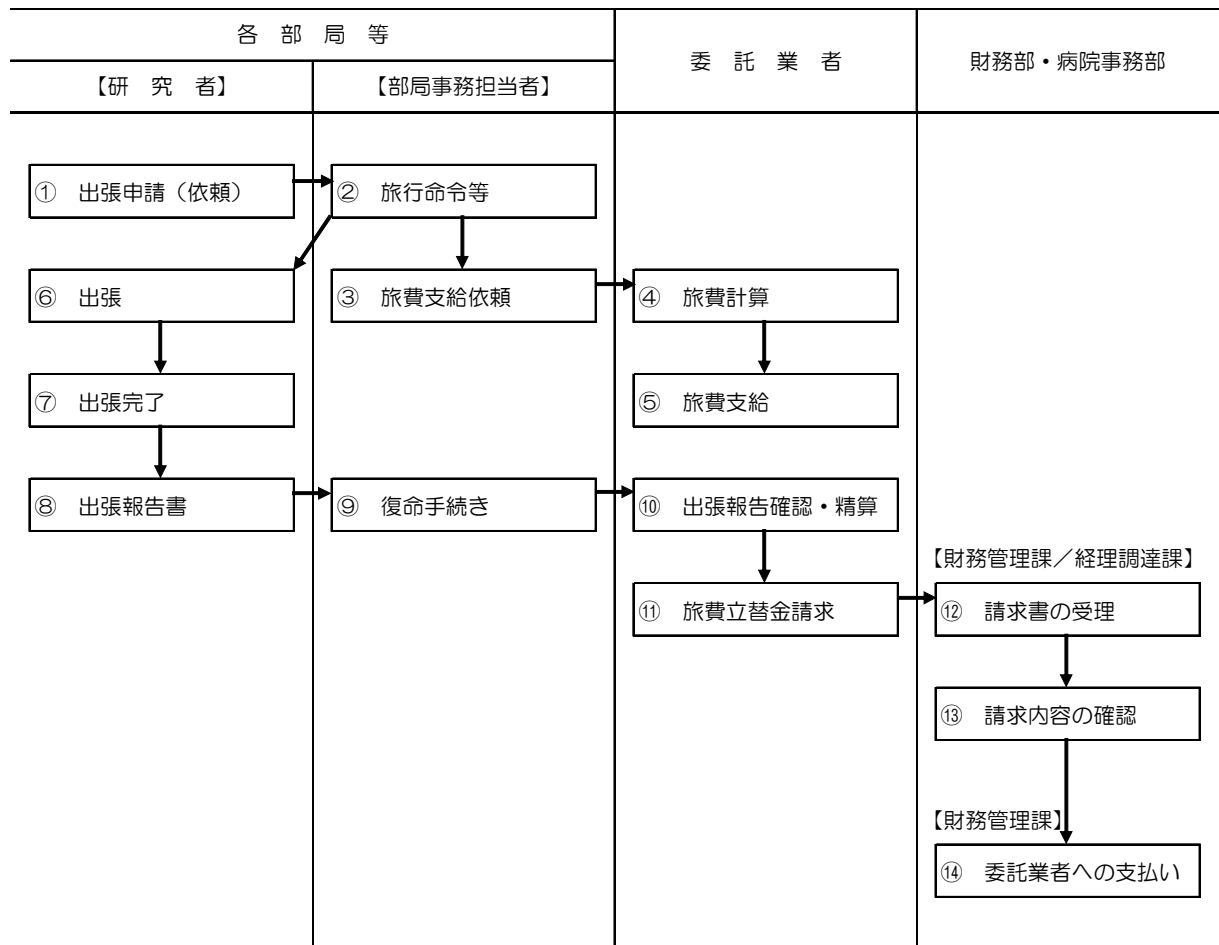 各 部 局 等
委 託 業 者
財務部・病院事務部
【研 究 者】
【部局事務担当者】
① 出張申請（依頼）
② 旅行命令等
⑥ 出張
③ 旅費支給依頼
④ 旅費計算
⑦ 出張完了
⑤ 旅費支給
⑧ 出張報告書
⑨ 復命手続き
⑩ 出張報告確認・精算
【財務管理課／経理調達課】
⑪ 旅費立替金請求
⑫ 請求書の受理
⑬ 請求内容の確認
【財務管理課】
⑭ 委託業者への支払い